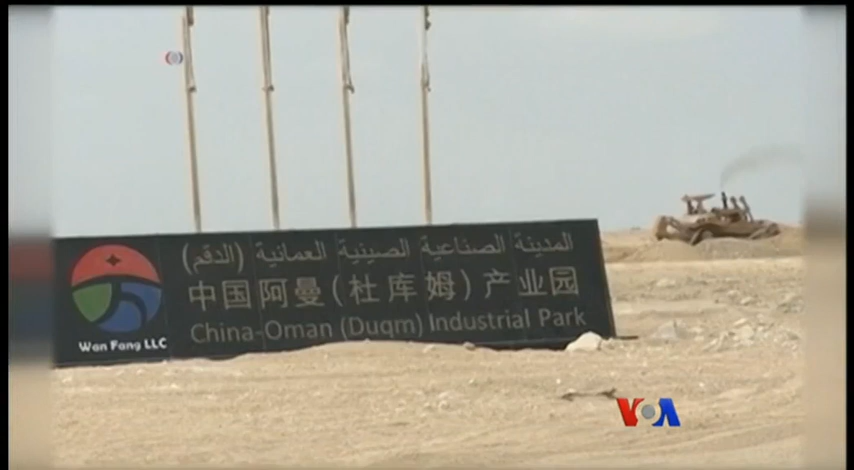 المدينة الصناعية الصينية العمانية (الدقم)
中国阿曼(杜库姆)产业园
China-Oman (Duqm) Industrial Park
Wan Fang LLC
VOA